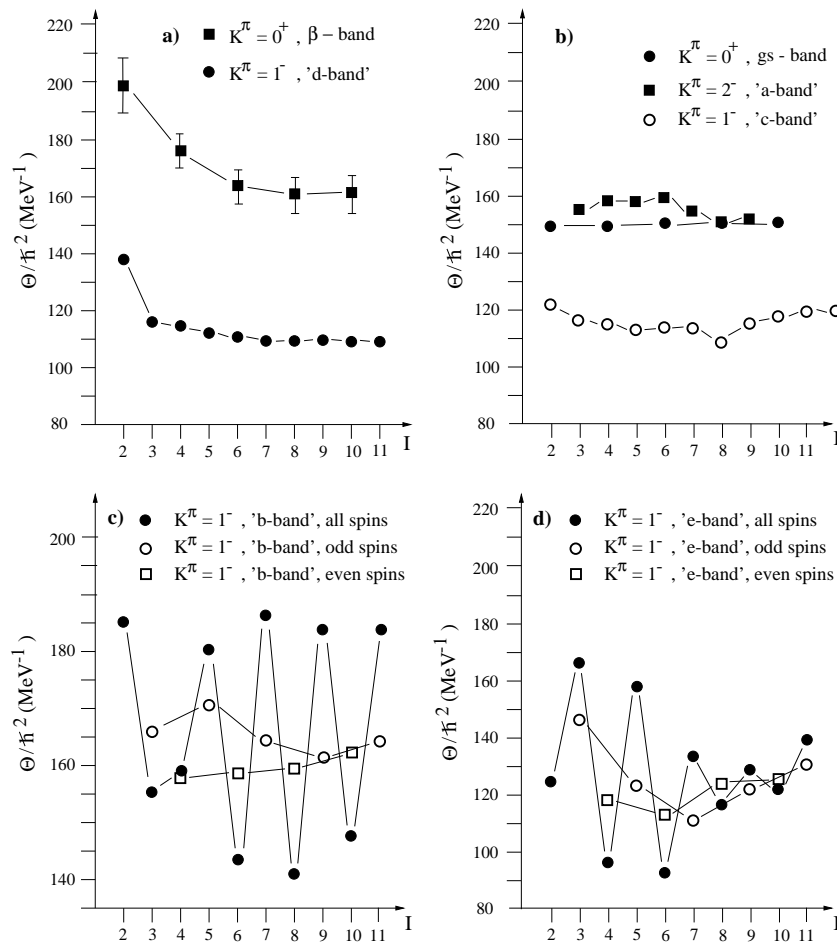 a)
K^π = 0^+ , β – band
K^π = 1^- , 'd-band'
Θ/ℏ^2 (MeV^-1)
220
200
180
160
140
120
100
80
2 3 4 5 6 7 8 9 10 11 I
b)
K^π = 0^+ , gs - band
K^π = 2^- , 'a-band'
K^π = 1^- , 'c-band'
Θ/ℏ^2 (MeV^-1)
220
200
180
160
140
120
100
80
2 3 4 5 6 7 8 9 10 11 I
c)
K^π = 1^- , 'b-band', all spins
K^π = 1^- , 'b-band', odd spins
K^π = 1^- , 'b-band', even spins
Θ/ℏ^2 (MeV^-1)
200
180
160
140
2 3 4 5 6 7 8 9 10 11 I
d)
K^π = 1^- , 'e-band', all spins
K^π = 1^- , 'e-band', odd spins
K^π = 1^- , 'e-band', even spins
Θ/ℏ^2 (MeV^-1)
220
200
180
160
140
120
100
80
2 3 4 5 6 7 8 9 10 11 I